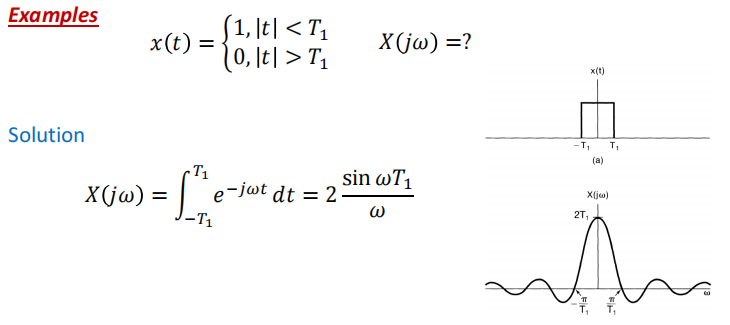 Examples
x(t) = {1, |t| < T₁
0, |t| > T₁
X(jω) =?
Solution
X(jω) = ∫_{-T₁}^{T₁} e^{-jωt} dt = 2 sin ωT₁ / ω
x(t)
-T₁ T₁
(a)
X(jω)
2T₁
-π/T₁ π/T₁
ω